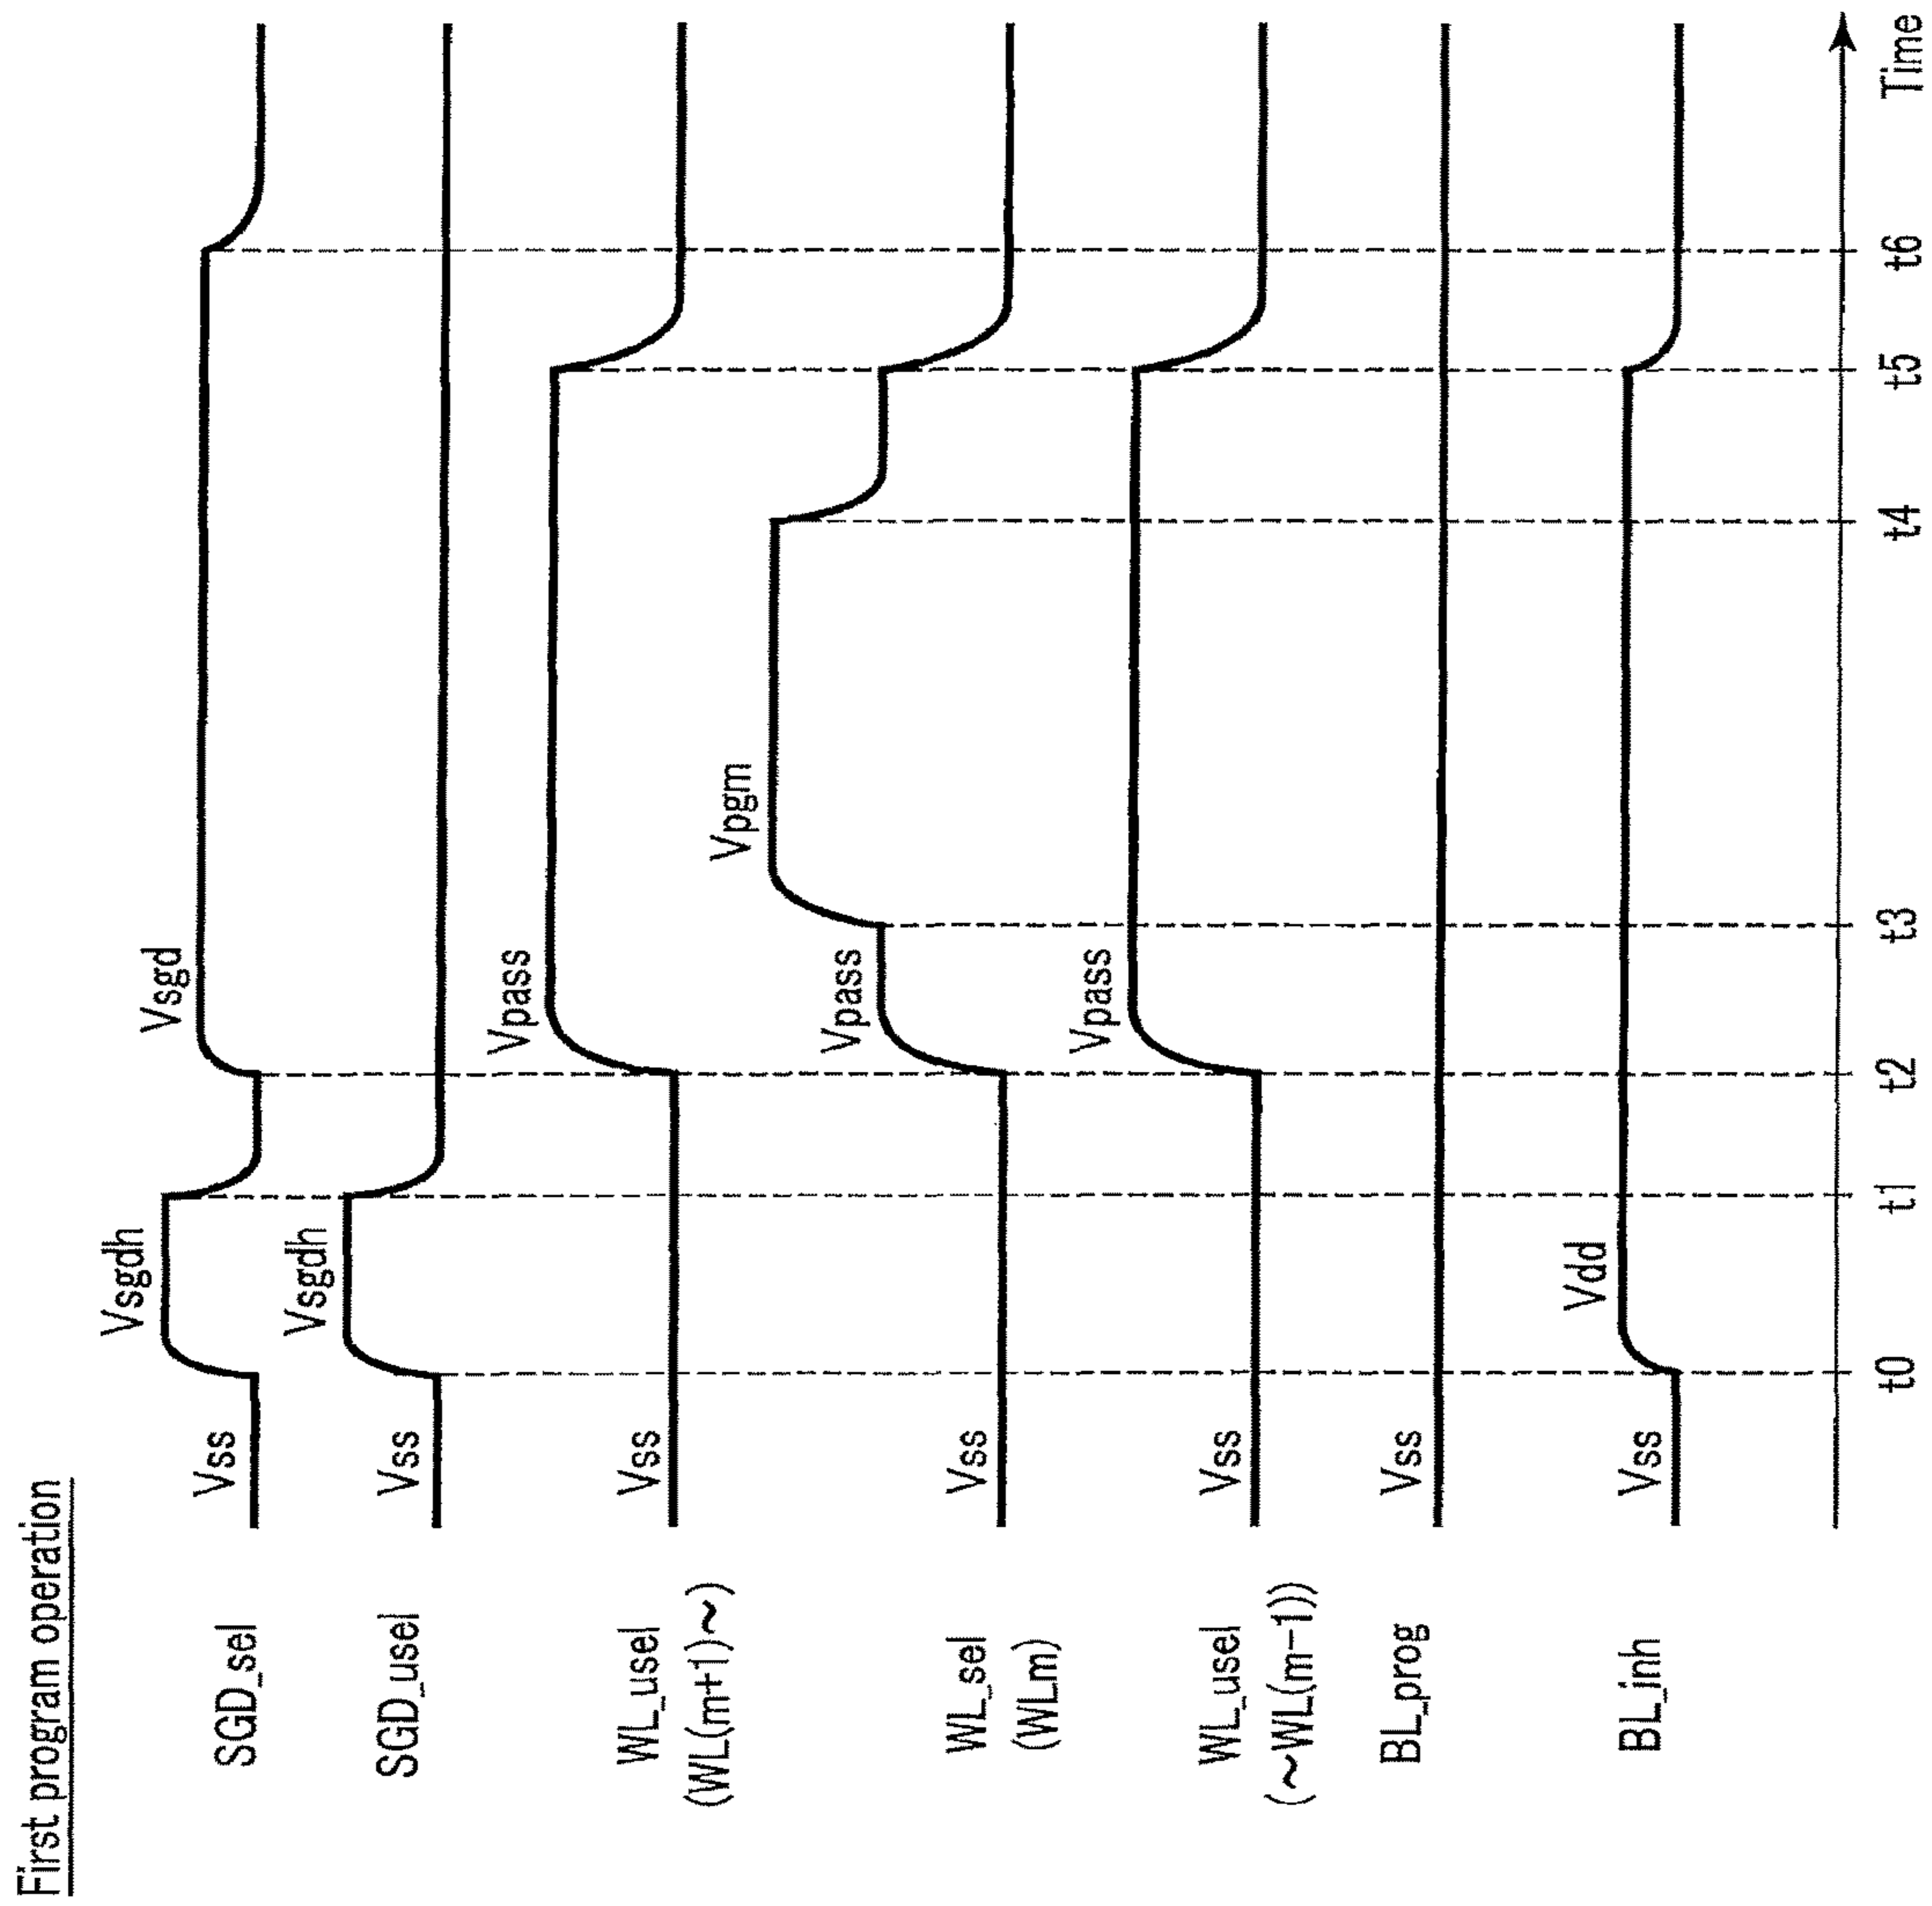 First program operation
SGD_sel
Vss
Vsgdh
Vsgd
SGD_usel
Vss
Vsgdh
WL_usel
(WL(m+1)~)
Vss
Vpass
WL_sel
(WLm)
Vss
Vpass
Vpgm
WL_usel
(~WL(m-1))
Vss
Vpass
BL_prog
Vss
BL_inh
Vss
Vdd
t0 t1 t2 t3 t4 t5 t6 Time